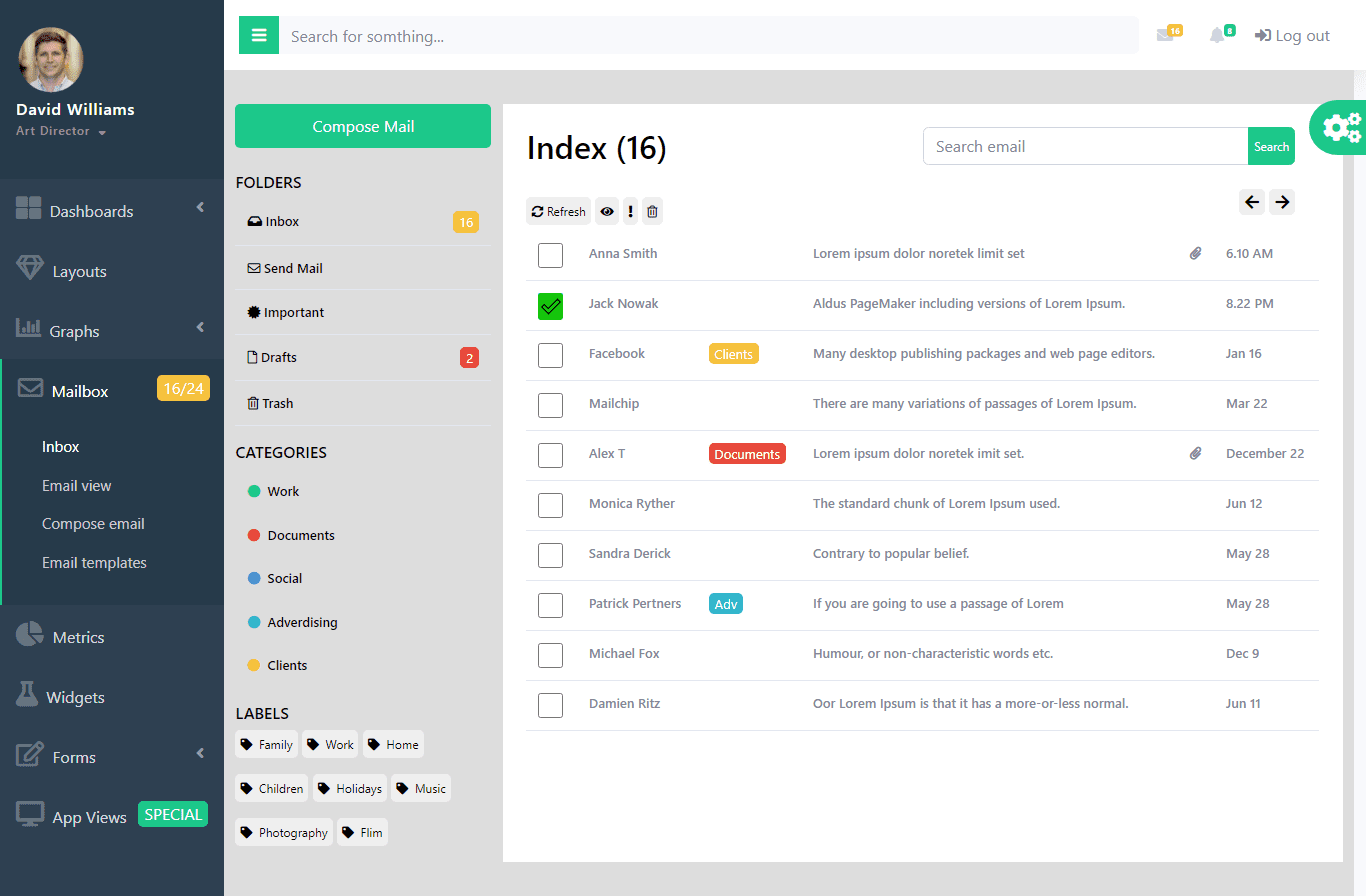 David Williams
Art Director
Dashboards
Layouts
Graphs
Mailbox 16/24
Inbox
Email view
Compose email
Email templates
Metrics
Widgets
Forms
App Views SPECIAL
Search for somthing...
16
8
Log out
Compose Mail
FOLDERS
Inbox 16
Send Mail
Important
Drafts 2
Trash
CATEGORIES
Work
Documents
Social
Adverdising
Clients
LABELS
Family Work Home
Children Holidays Music
Photography Flim
Index (16)
Search email Search
Refresh
Anna Smith Lorem ipsum dolor noretek limit set 6.10 AM
Jack Nowak Aldus PageMaker including versions of Lorem Ipsum. 8.22 PM
Facebook Clients Many desktop publishing packages and web page editors. Jan 16
Mailchip There are many variations of passages of Lorem Ipsum. Mar 22
Alex T Documents Lorem ipsum dolor noretek imit set. December 22
Monica Ryther The standard chunk of Lorem Ipsum used. Jun 12
Sandra Derick Contrary to popular belief. May 28
Patrick Pertners Adv If you are going to use a passage of Lorem May 28
Michael Fox Humour, or non-characteristic words etc. Dec 9
Damien Ritz Oor Lorem Ipsum is that it has a more-or-less normal. Jun 11